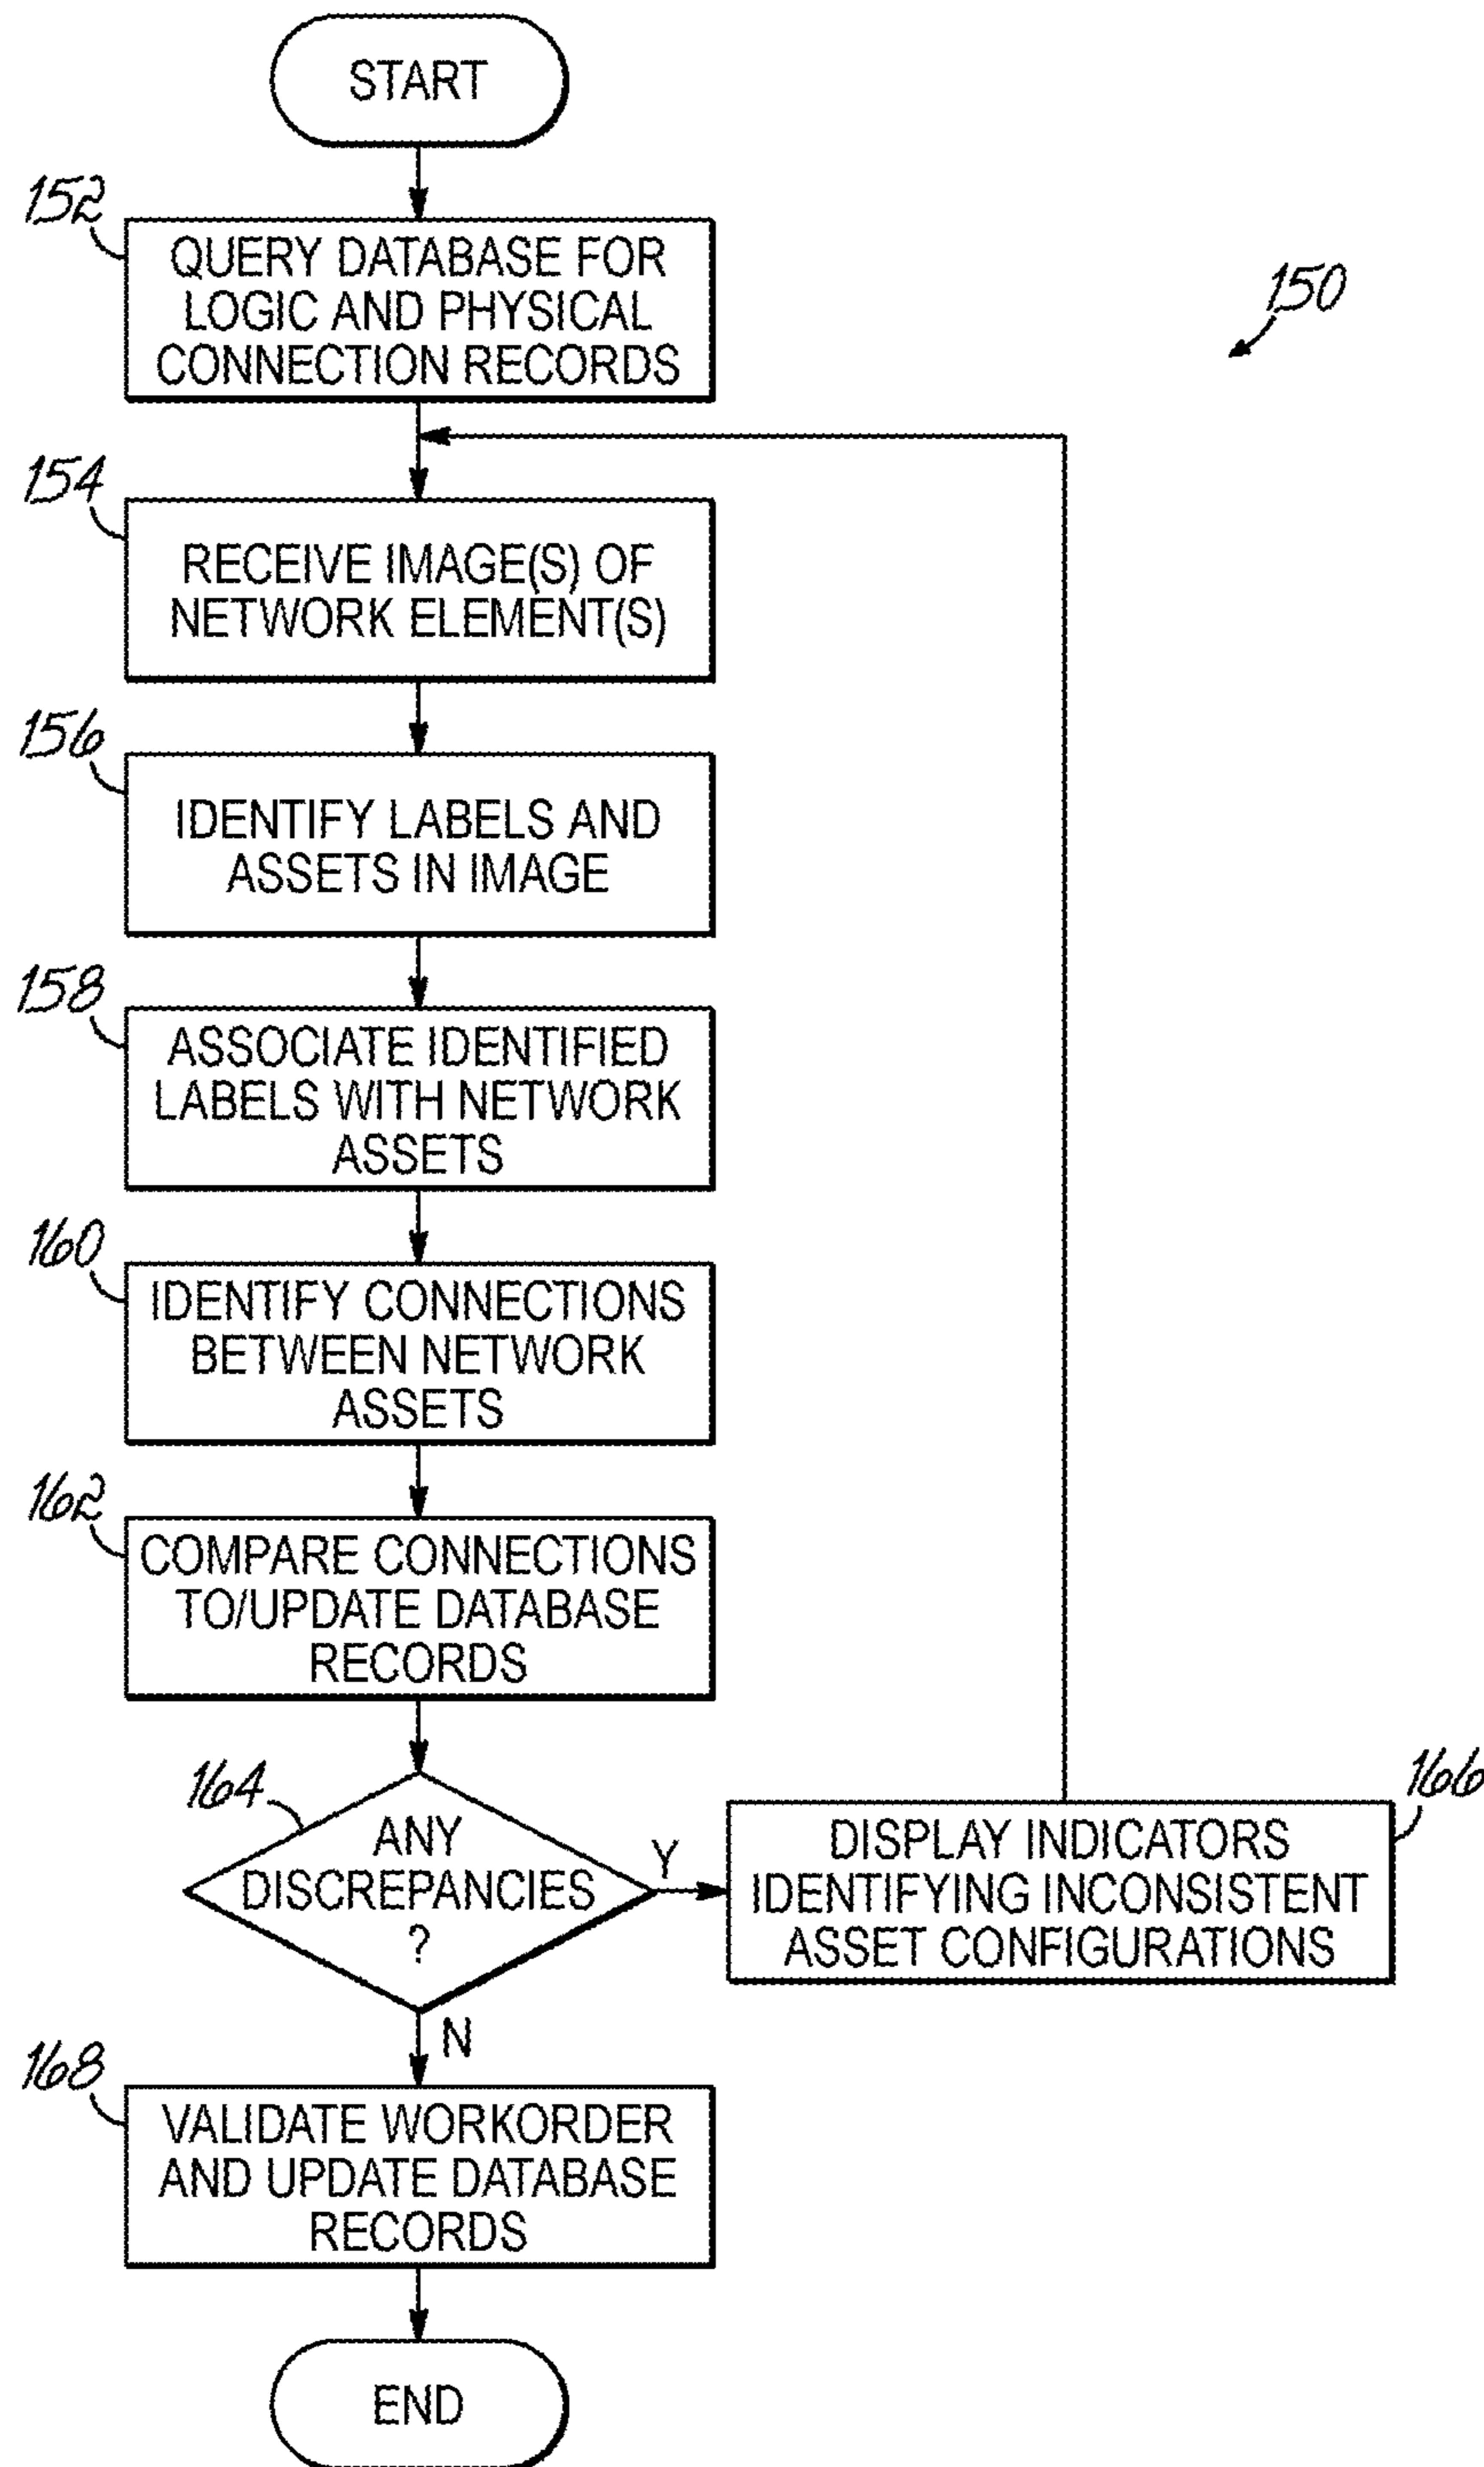 START
152
QUERY DATABASE FOR
LOGIC AND PHYSICAL
CONNECTION RECORDS
150
154
RECEIVE IMAGE(S) OF
NETWORK ELEMENT(S)
156
IDENTIFY LABELS AND
ASSETS IN IMAGE
158
ASSOCIATE IDENTIFIED
LABELS WITH NETWORK
ASSETS
160
IDENTIFY CONNECTIONS
BETWEEN NETWORK
ASSETS
162
COMPARE CONNECTIONS
TO/UPDATE DATABASE
RECORDS
164
ANY
DISCREPANCIES
?
Y
166
DISPLAY INDICATORS
IDENTIFYING INCONSISTENT
ASSET CONFIGURATIONS
N
168
VALIDATE WORKORDER
AND UPDATE DATABASE
RECORDS
END